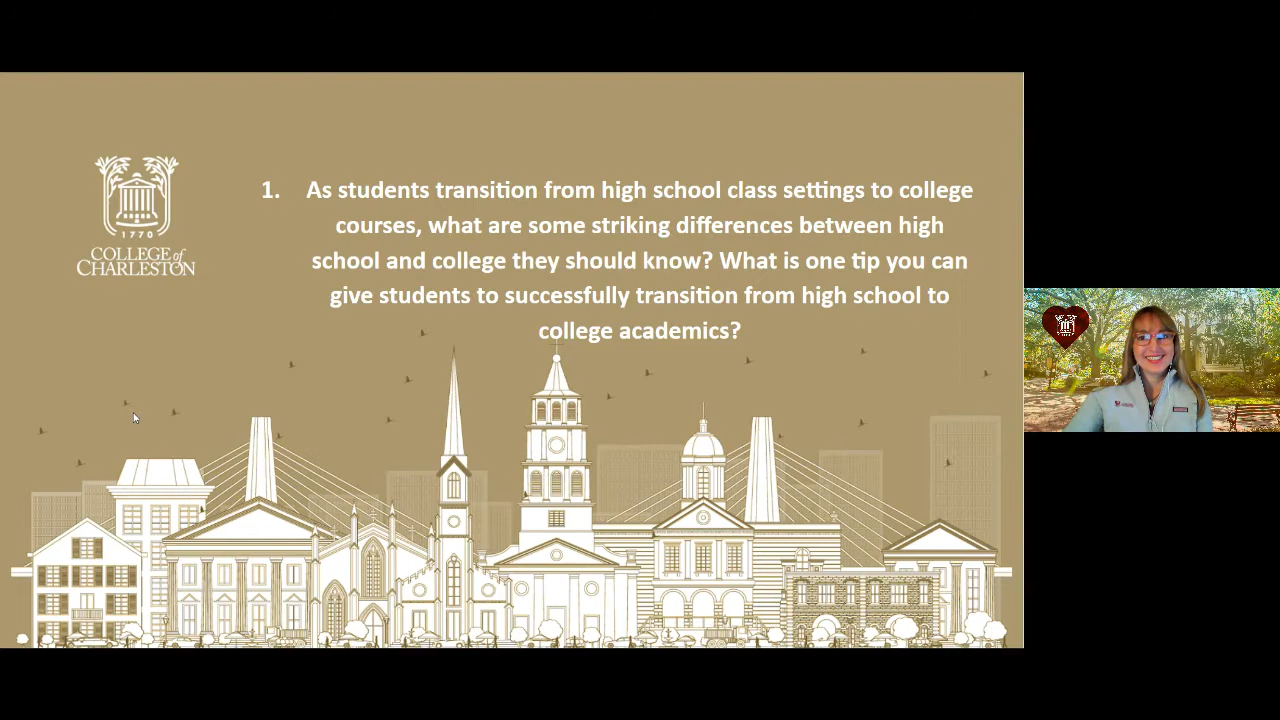 1. As students transition from high school class settings to college
courses, what are some striking differences between high
school and college they should know? What is one tip you can
give students to successfully transition from high school to
college academics?
1770
COLLEGE of
CHARLESTON